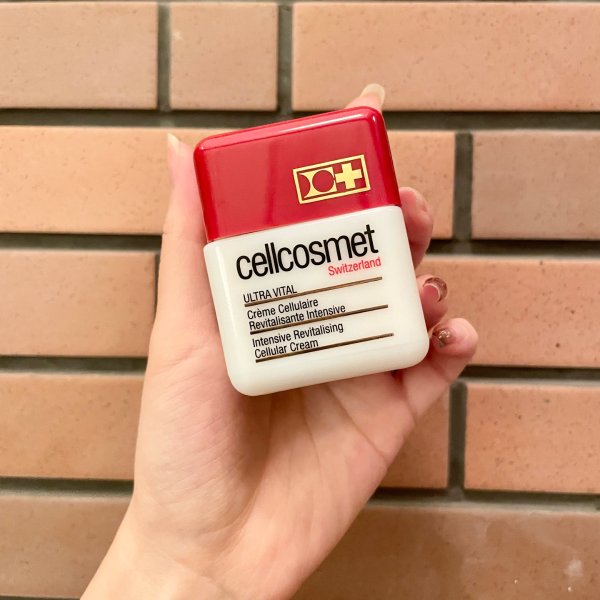 cellcosmet
Switzerland
ULTRA VITAL
Crème Cellulaire
Revitalisante Intensive
Intensive Revitalising
Cellular Cream